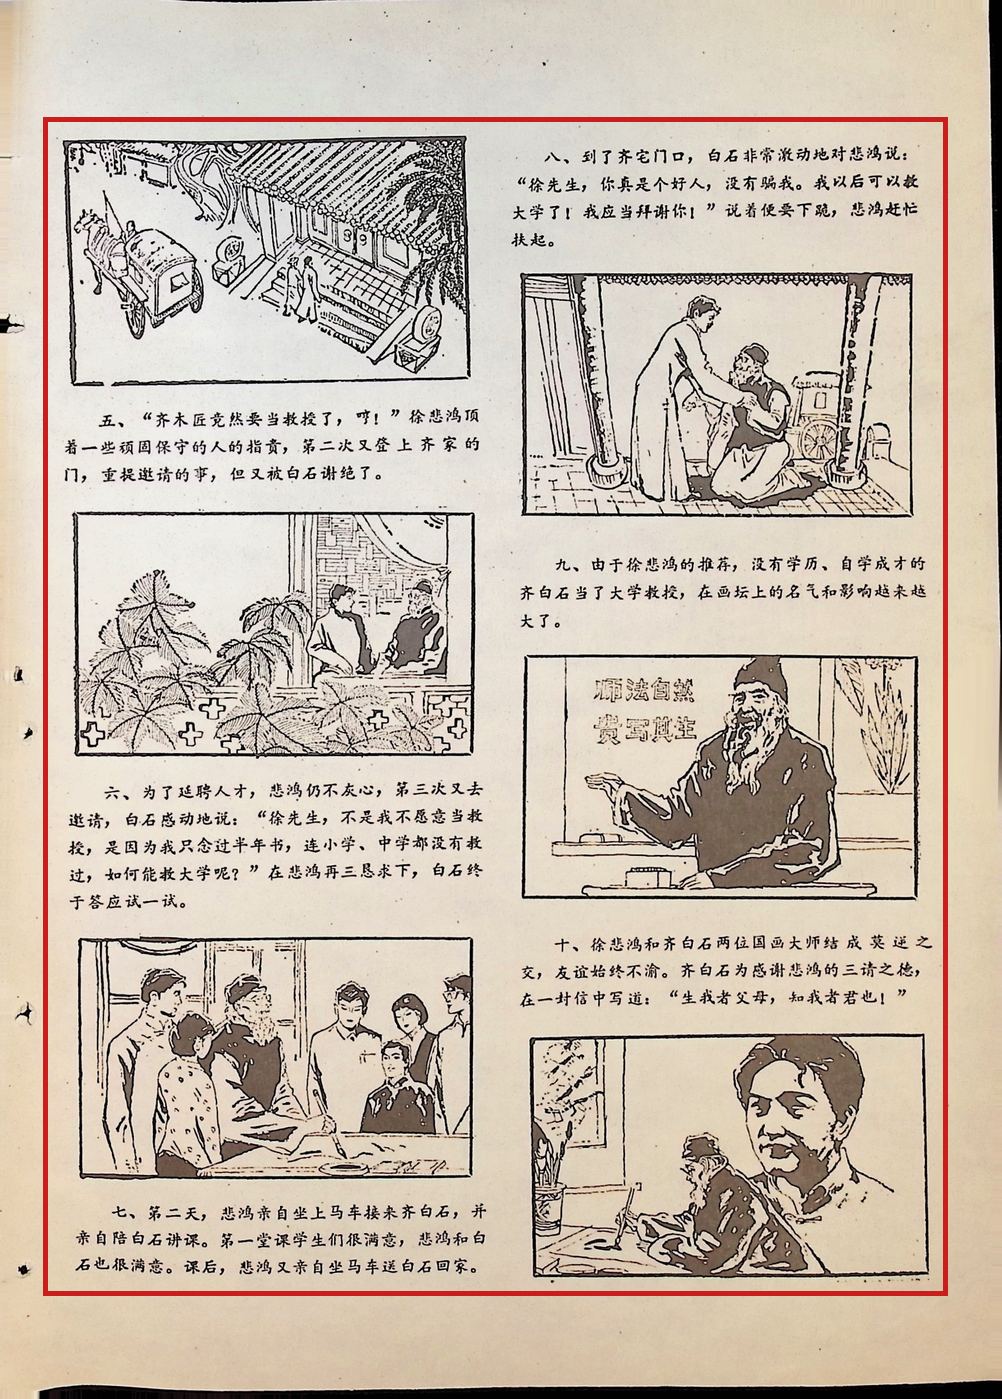 五、“齐木匠竞然要当教授了，哼！”徐悲鸿顶
着一些顽固保守的人的指责，第二次又登上齐家的
门，重提邀请的事，但又被白石谢绝了。
六、为了延聘人才，悲鸿仍不灰心，第三次又去
邀请，白石感动地说：“徐先生，不是我不愿意当教
授，是因为我只念过半年书，连小学、中学都没有教
过，如何能教大学呢？”在悲鸿再三恳求下，白石终
于答应试一试。
七、第二天，悲鸿亲自坐上马车接来齐白石，并
亲自陪白石讲课。第一堂课学生们很满意，悲鸿和白
石也很满意。课后，悲鸿又亲自坐马车送白石回家。
八、到了齐宅门口，白石非常激动地对悲鸿说：
“徐先生，你真是个好人，没有骗我。我以后可以教
大学了！我应当拜谢你！”说着便要下跪，悲鸿赶忙
扶起。
九、由于徐悲鸿的推荐，没有学历、自学成才的
齐白石当了大学教授，在画坛上的名气和影响越来越
大了。
师法自然
贵写其生
十、徐悲鸿和齐白石两位国画大师结成莫逆之
交，友谊始终不渝。齐白石为感谢悲鸿的三请之德，
在一封信中写道：“生我者父母，知我者君也！”